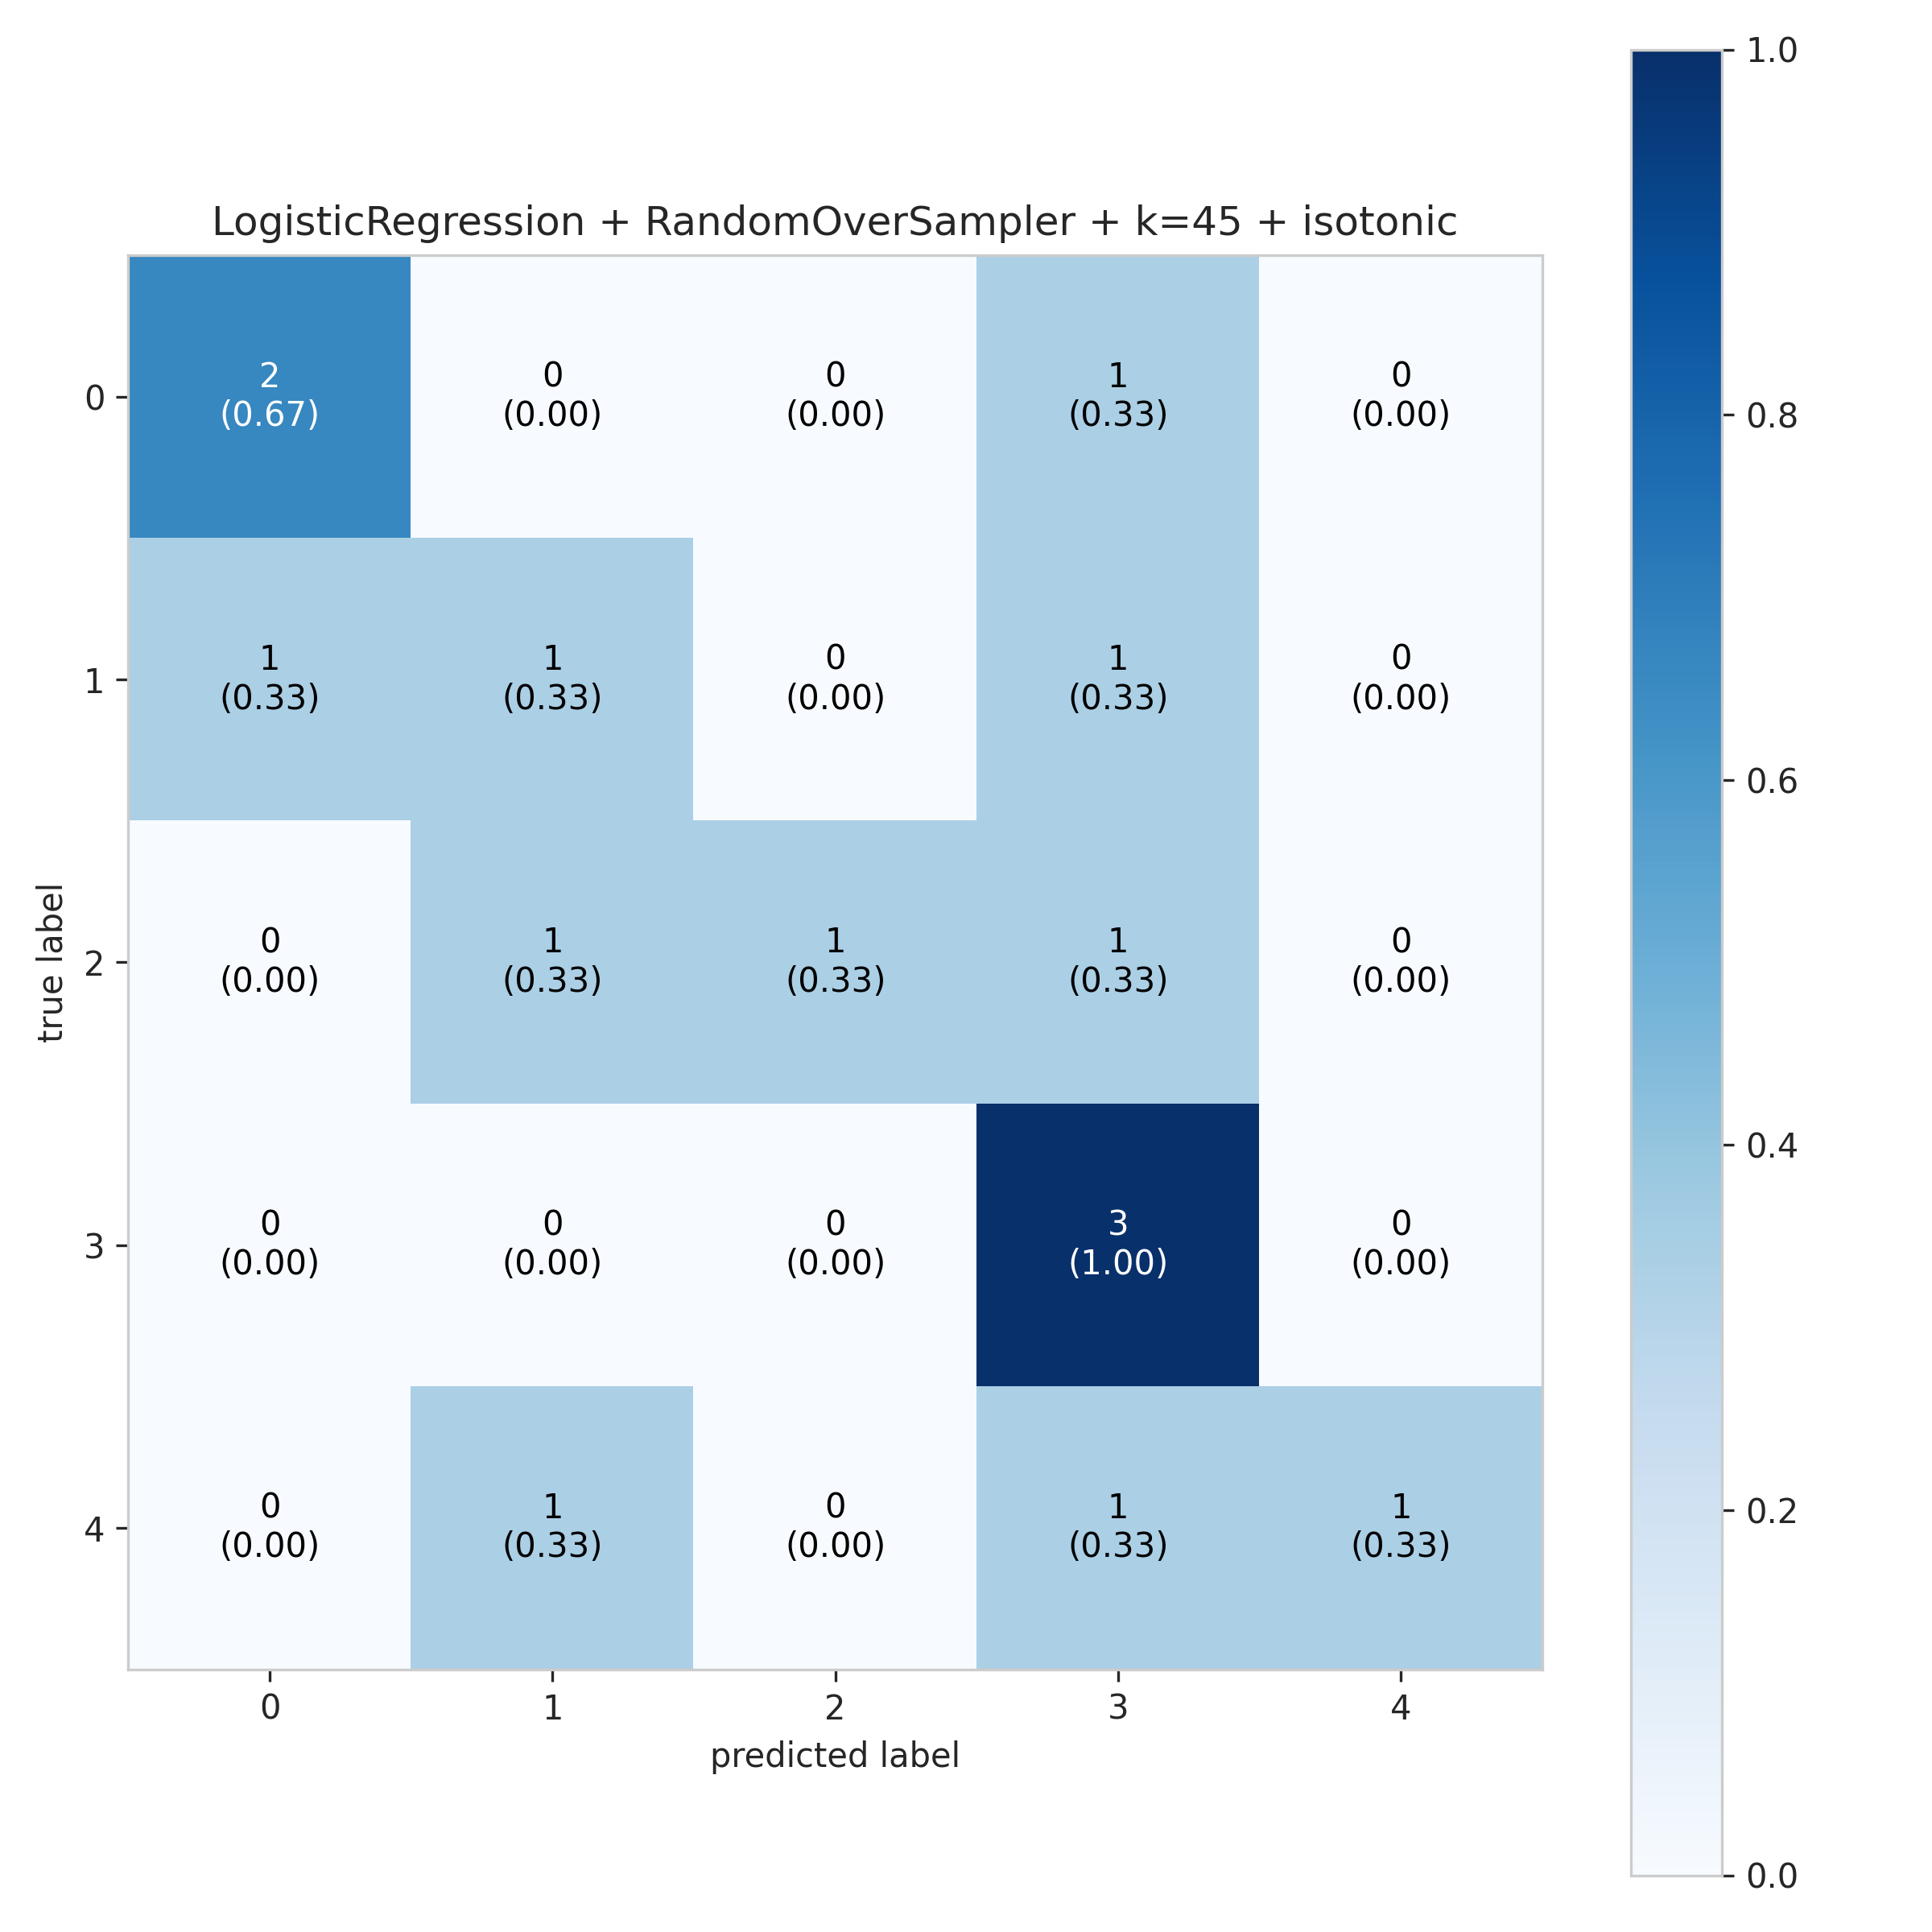 LogisticRegression + RandomOverSampler + k=45 + isotonic
1.0
0.8
0.6
0.4
0.2
0.0
true label
0
1
2
3
4
2 0 0 1 0
(0.67) (0.00) (0.00) (0.33) (0.00)
1 1 0 1 0
(0.33) (0.33) (0.00) (0.33) (0.00)
0 1 1 1 0
(0.00) (0.33) (0.33) (0.33) (0.00)
0 0 0 3 0
(0.00) (0.00) (0.00) (1.00) (0.00)
0 1 0 1 1
(0.00) (0.33) (0.00) (0.33) (0.33)
0 1 2 3 4
predicted label